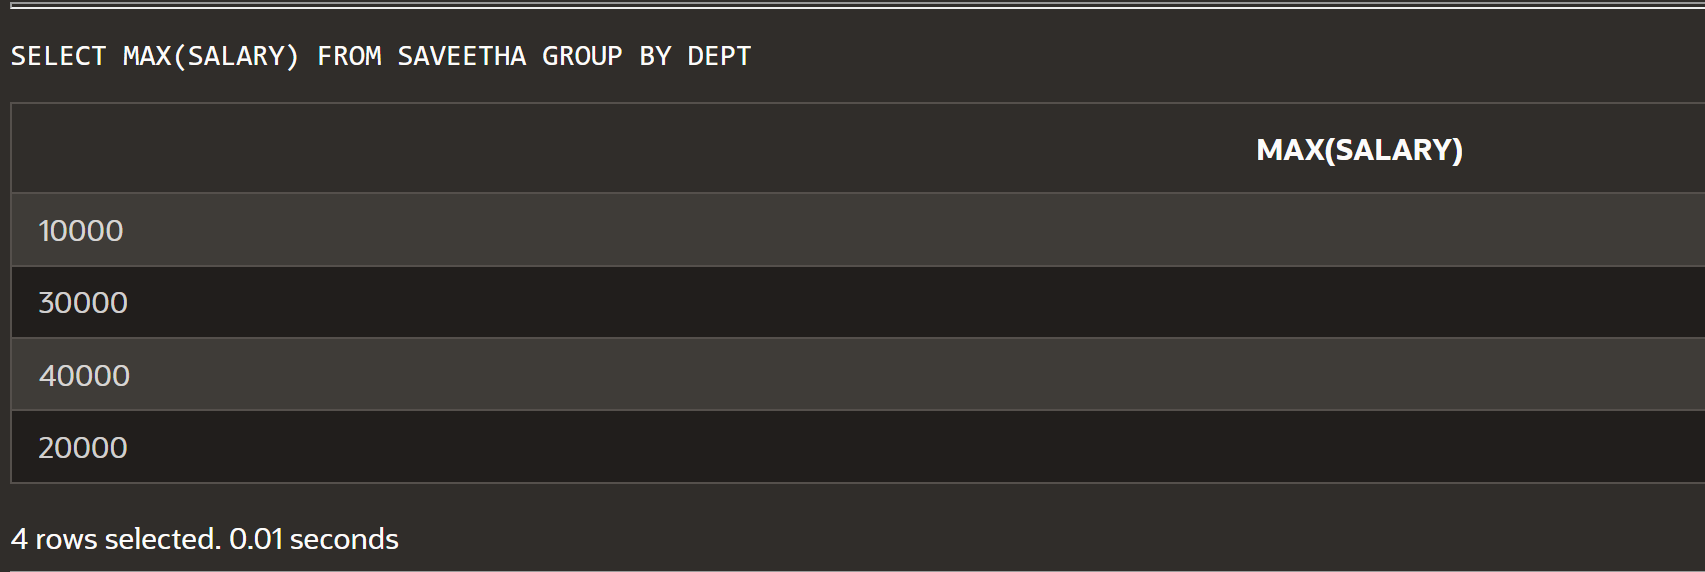 SELECT MAX(SALARY) FROM SAVEETHA GROUP BY DEPT
MAX(SALARY)
10000
30000
40000
20000
4 rows selected. 0.01 seconds